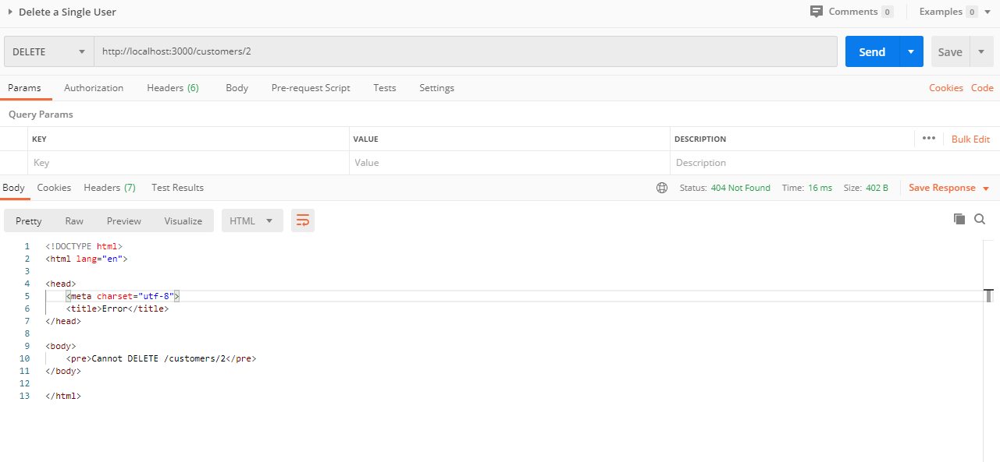 Delete a Single User Comments 0 Examples 0
DELETE http://localhost:3000/customers/2 Send Save
Params Authorization Headers (6) Body Pre-request Script Tests Settings Cookies Code
Query Params
KEY VALUE DESCRIPTION ••• Bulk Edit
Key Value Description
Body Cookies Headers (7) Test Results Status: 404 Not Found Time: 16 ms Size: 402 B Save Response
Pretty Raw Preview Visualize HTML
1 <!DOCTYPE html>
2 <html lang="en">
3
4 <head>
5 <meta charset="utf-8">
6 <title>Error</title>
7 </head>
8
9 <body>
10 <pre>Cannot DELETE /customers/2</pre>
11 </body>
12
13 </html>